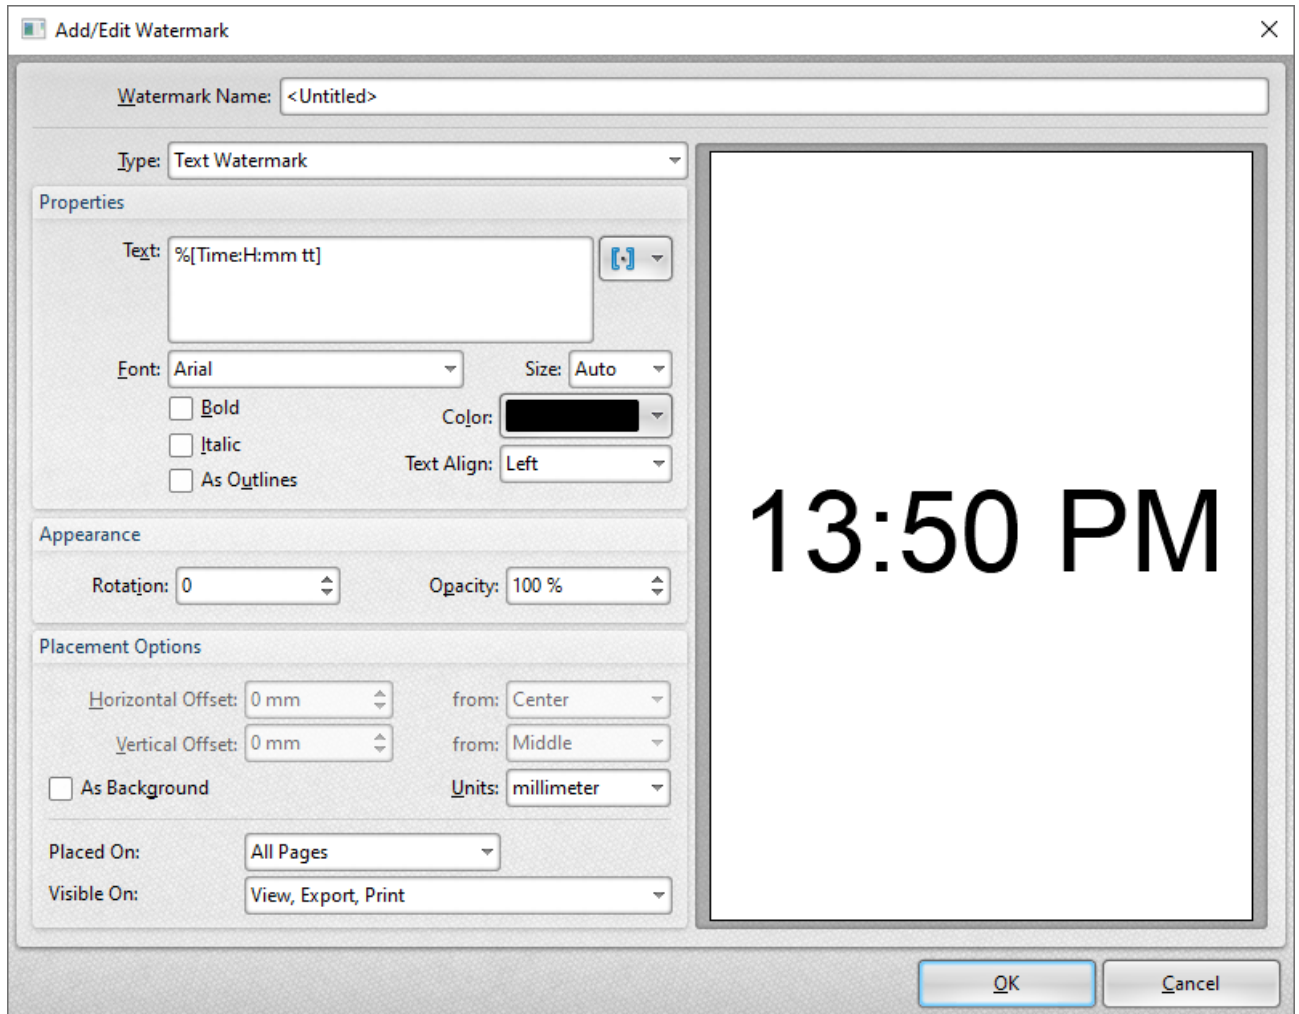 Add/Edit Watermark
Watermark Name: <Untitled>
Type: Text Watermark
Properties
Text: %[Time:H:mm tt]
Font: Arial Size: Auto
Bold
Color:
Italic
Text Align: Left
As Outlines
13:50 PM
Appearance
Rotation: 0 Opacity: 100 %
Placement Options
Horizontal Offset: 0 mm from: Center
Vertical Offset: 0 mm from: Middle
As Background Units: millimeter
Placed On: All Pages
Visible On: View, Export, Print
OK Cancel